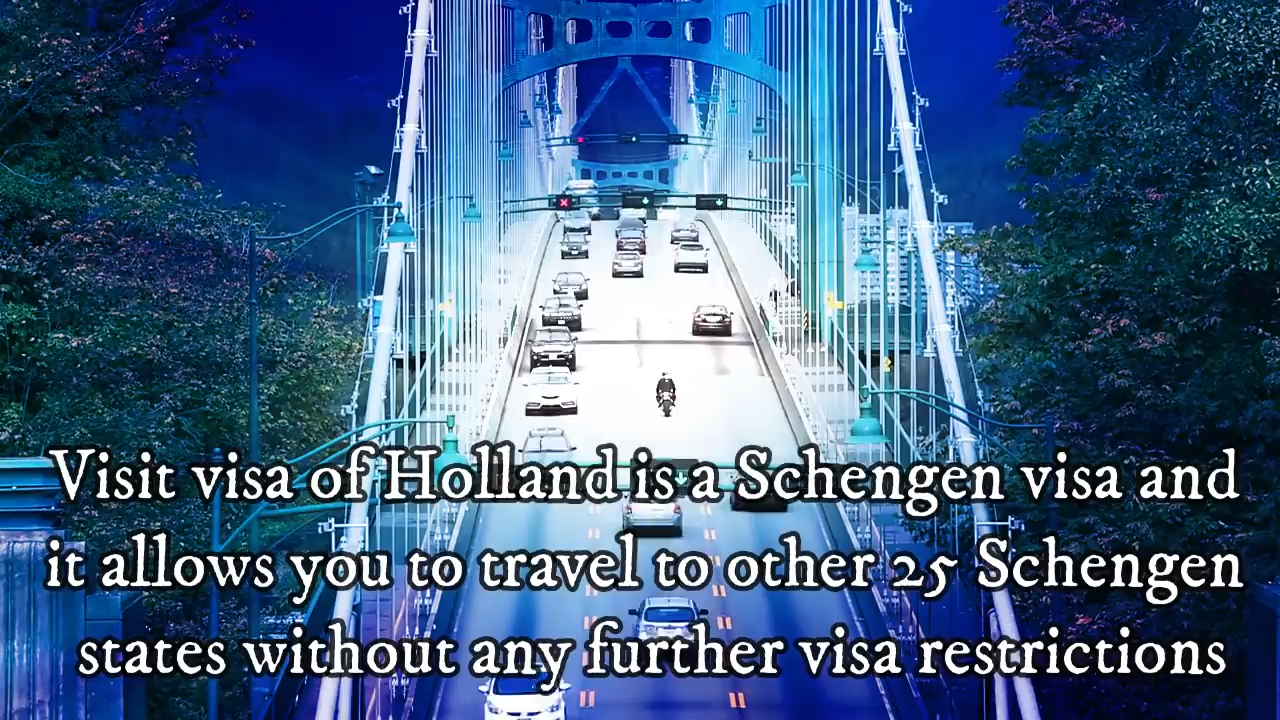 Visit visa of Holland is a Schengen visa and
it allows you to travel to other 25 Schengen
states without any further visa restrictions